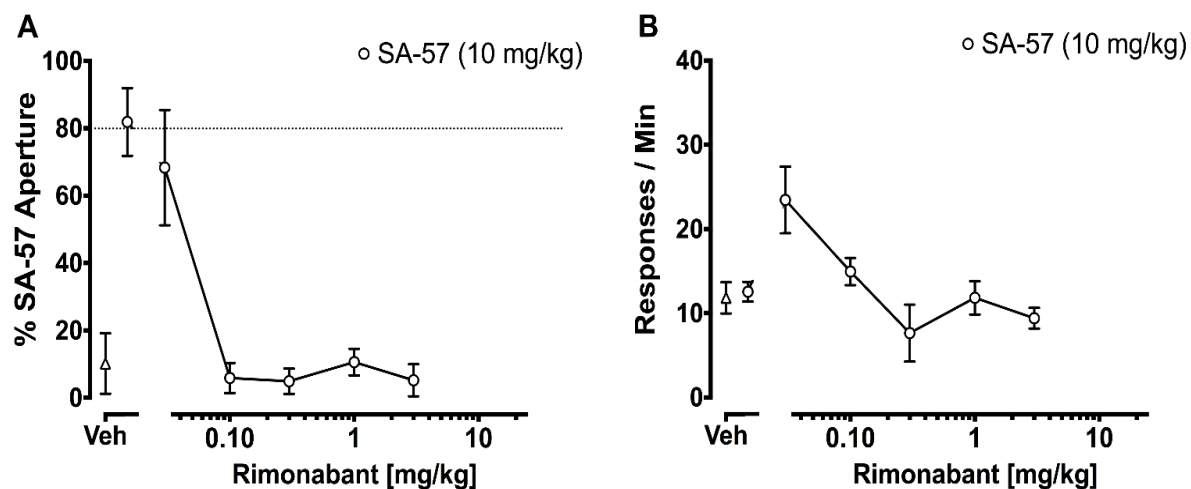 A
SA-57 (10 mg/kg)
% SA-57 Aperture
100
80
60
40
20
0
Veh
0.10
1
10
Rimonabant [mg/kg]
B
SA-57 (10 mg/kg)
Responses / Min
40
30
20
10
0
Veh
0.10
1
10
Rimonabant [mg/kg]